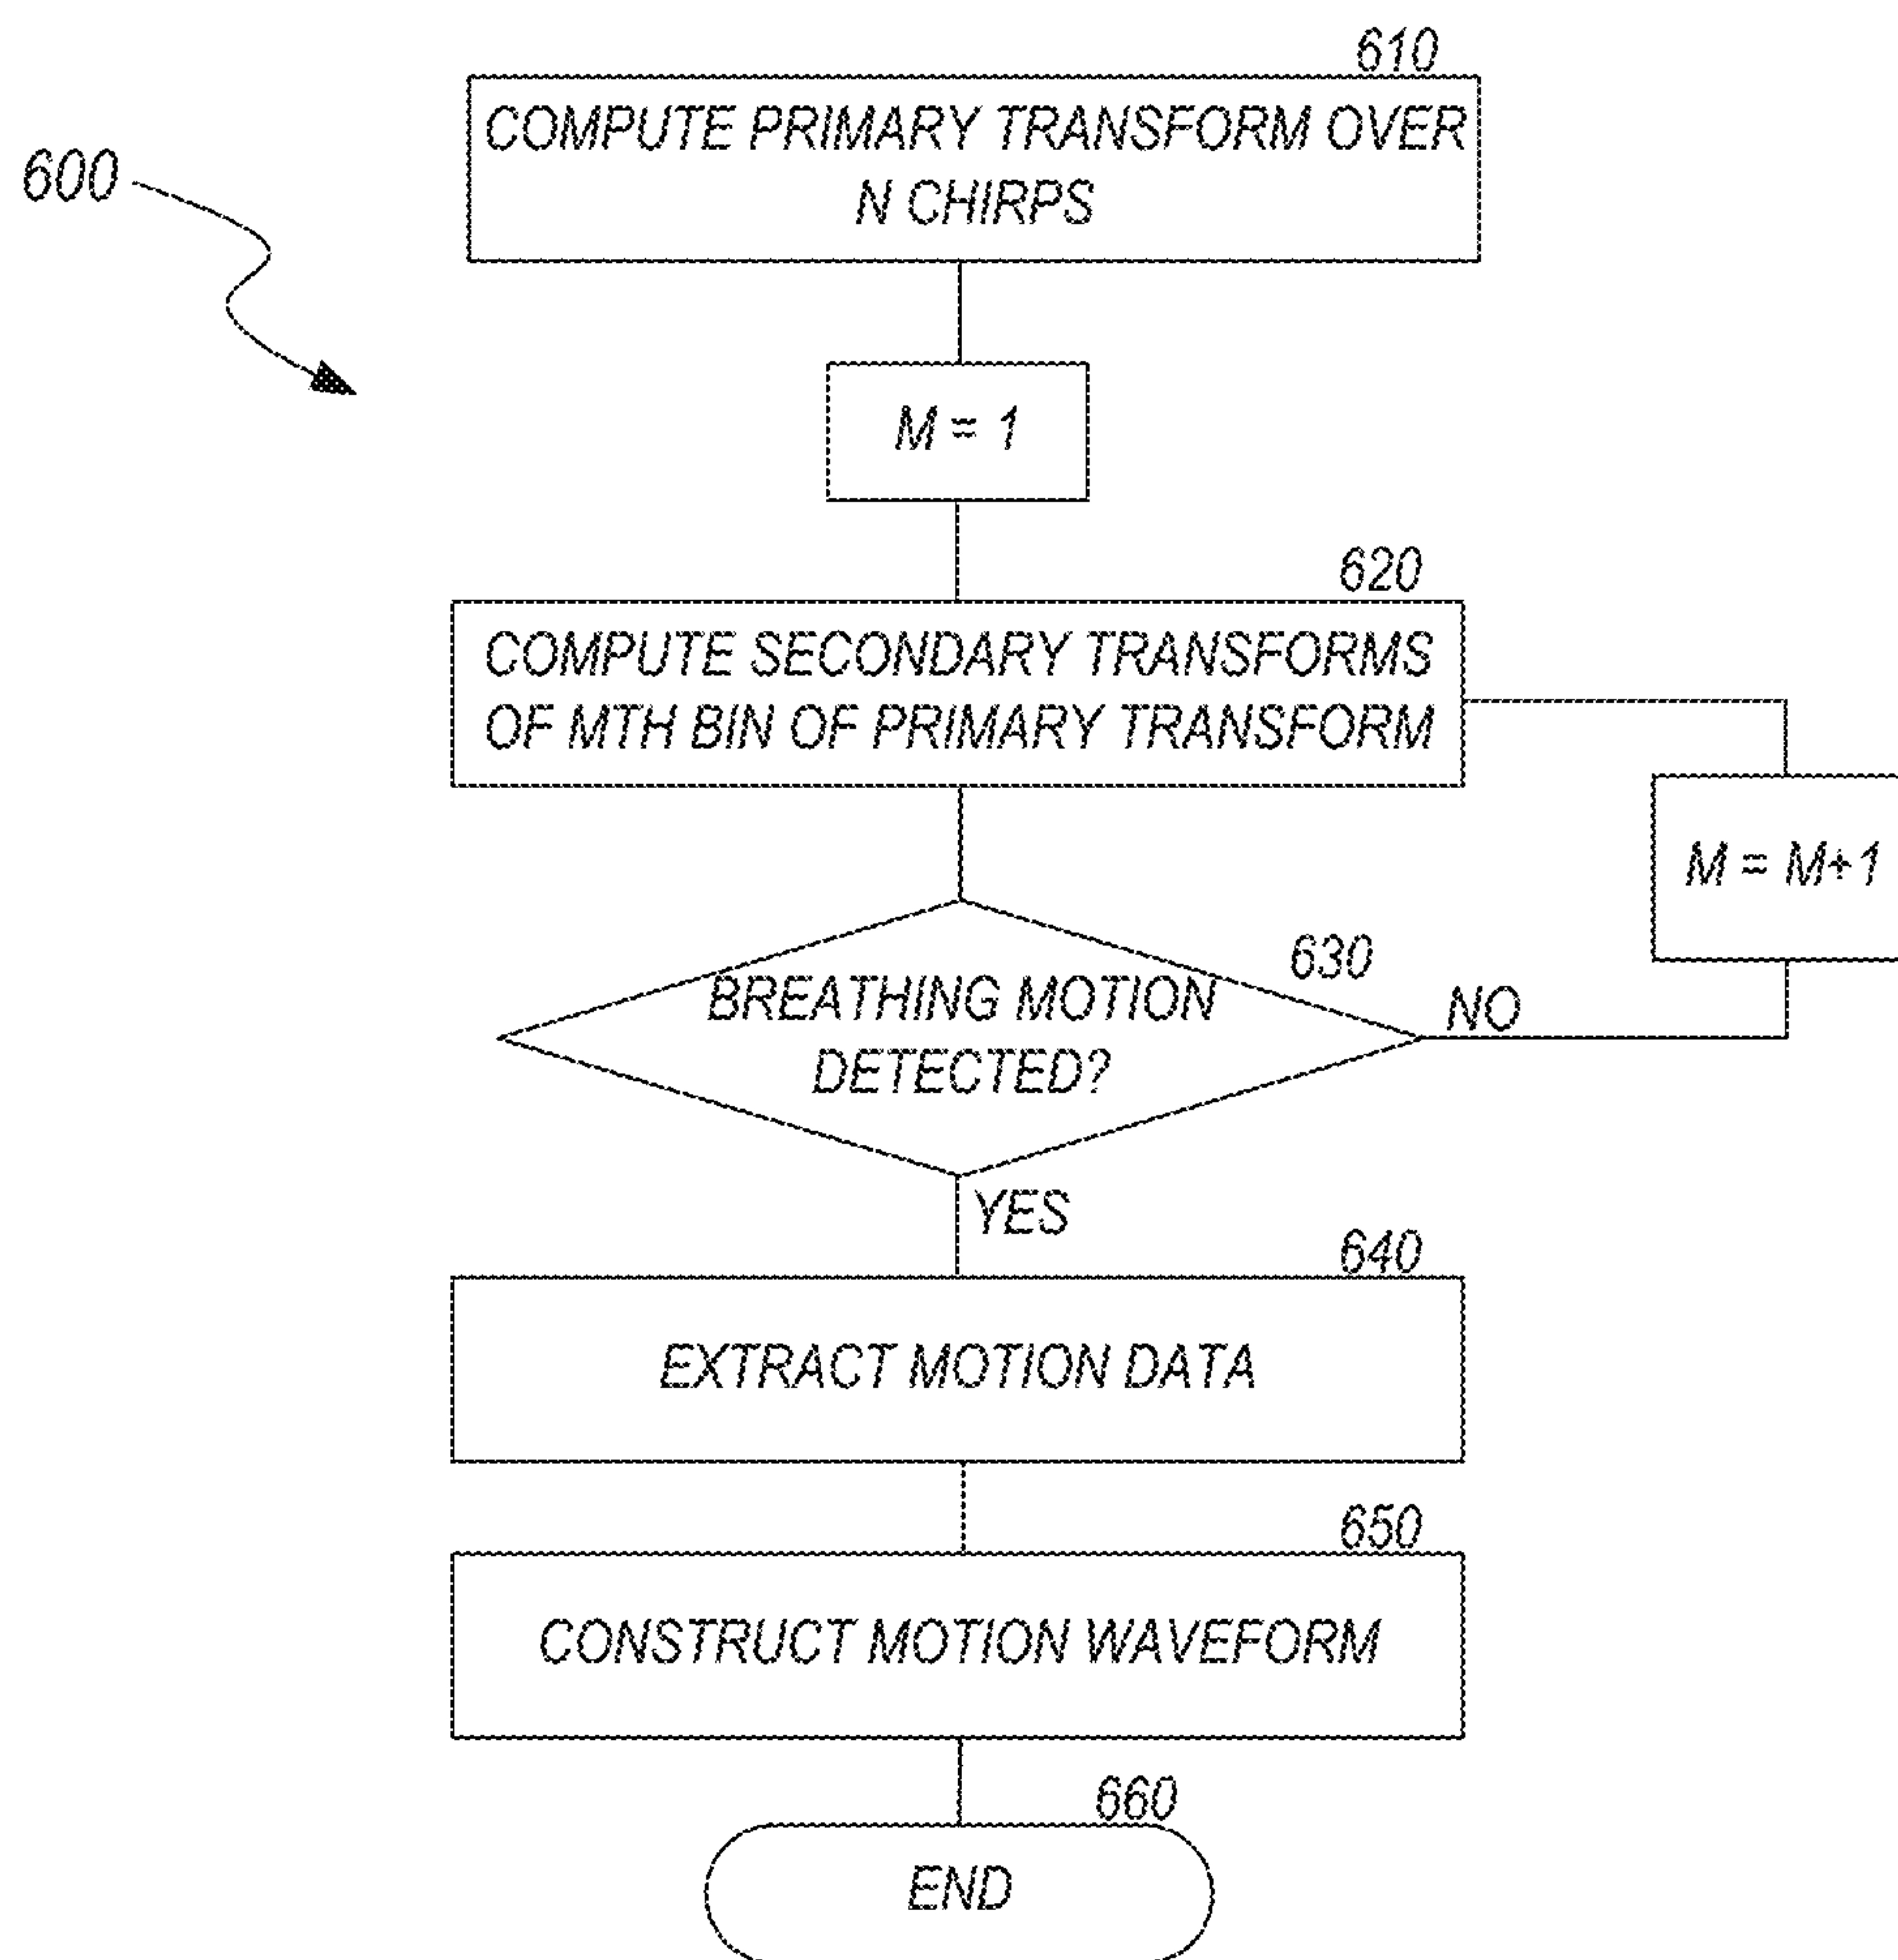 610
COMPUTE PRIMARY TRANSFORM OVER
N CHIRPS
600
M = 1
620
COMPUTE SECONDARY TRANSFORMS
OF MTH BIN OF PRIMARY TRANSFORM
M = M+1
630
BREATHING MOTION
DETECTED?
NO
YES
640
EXTRACT MOTION DATA
650
CONSTRUCT MOTION WAVEFORM
660
END